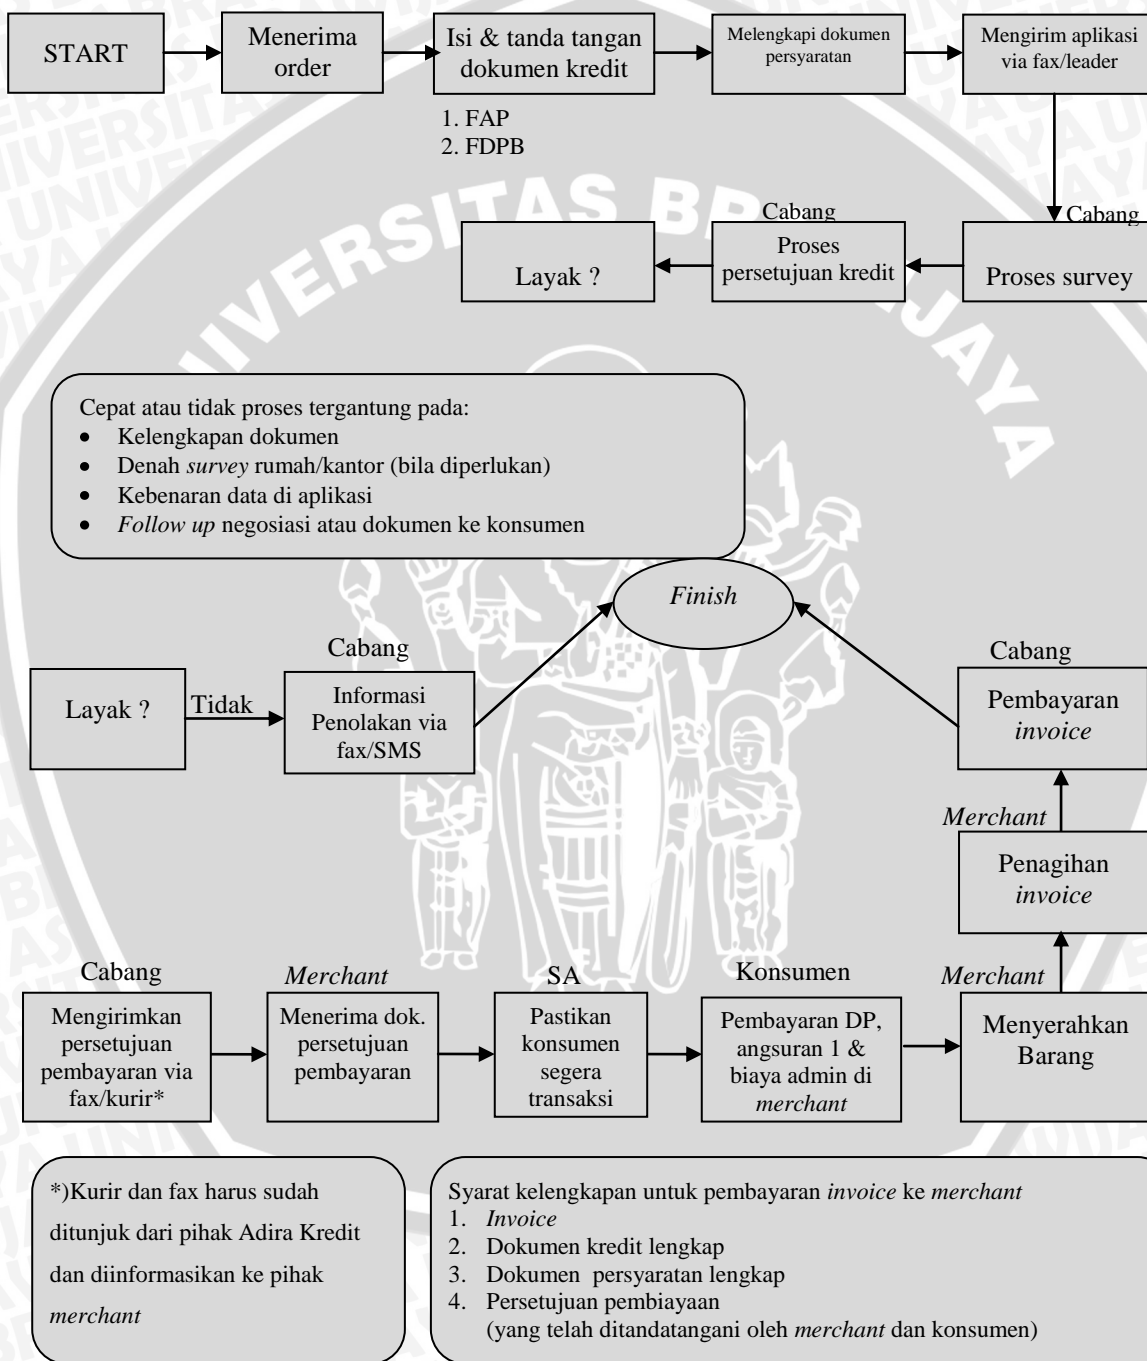 START
Menerima
order
Isi & tanda tangan
dokumen kredit
Melengkapi dokumen
persyaratan
Mengirim aplikasi
via fax/leader
1. FAP
2. FDPB
Cabang
Cabang
Layak ?
Proses
persetujuan kredit
Proses survey
Cepat atau tidak proses tergantung pada:
• Kelengkapan dokumen
• Denah survey rumah/kantor (bila diperlukan)
• Kebenaran data di aplikasi
• Follow up negosiasi atau dokumen ke konsumen
Finish
Cabang
Layak ?
Tidak
Informasi
Penolakan via
fax/SMS
Cabang
Pembayaran
invoice
Merchant
Penagihan
invoice
Cabang
Merchant
SA
Konsumen
Merchant
Mengirimkan
persetujuan
pembayaran via
fax/kurir*
Menerima dok.
persetujuan
pembayaran
Pastikan
konsumen
segera
transaksi
Pembayaran DP,
angsuran 1 &
biaya admin di
merchant
Menyerahkan
Barang
*)Kurir dan fax harus sudah
ditunjuk dari pihak Adira Kredit
dan diinformasikan ke pihak
merchant
Syarat kelengkapan untuk pembayaran invoice ke merchant
1. Invoice
2. Dokumen kredit lengkap
3. Dokumen persyaratan lengkap
4. Persetujuan pembiayaan
(yang telah ditandatangani oleh merchant dan konsumen)